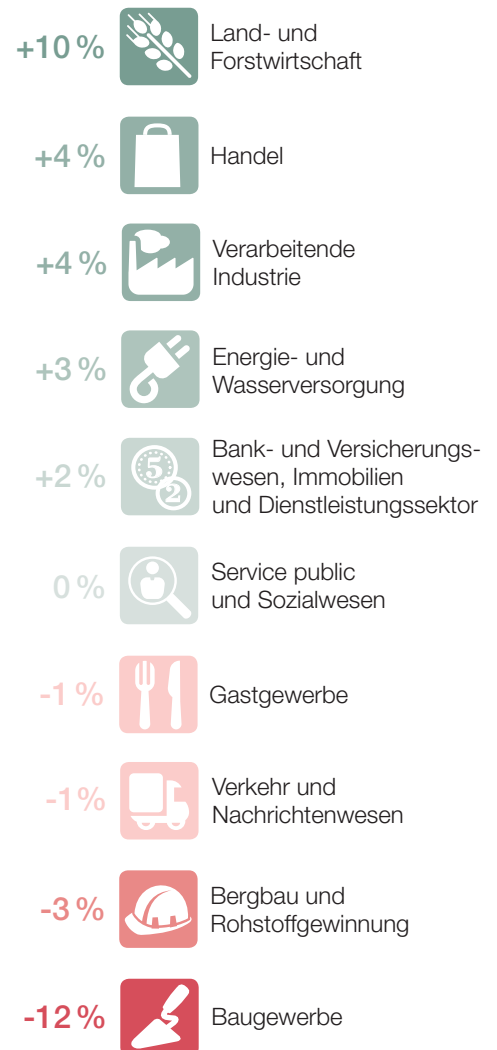 +10 %
Land- und
Forstwirtschaft
+4 %
Handel
+4 %
Verarbeitende
Industrie
+3 %
Energie- und
Wasserversorgung
+2 %
5
2
Bank- und Versicherungs-
wesen, Immobilien
und Dienstleistungssektor
0 %
Service public
und Sozialwesen
-1 %
Gastgewerbe
-1 %
Verkehr und
Nachrichtenwesen
-3 %
Bergbau und
Rohstoffgewinnung
-12 %
Baugewerbe